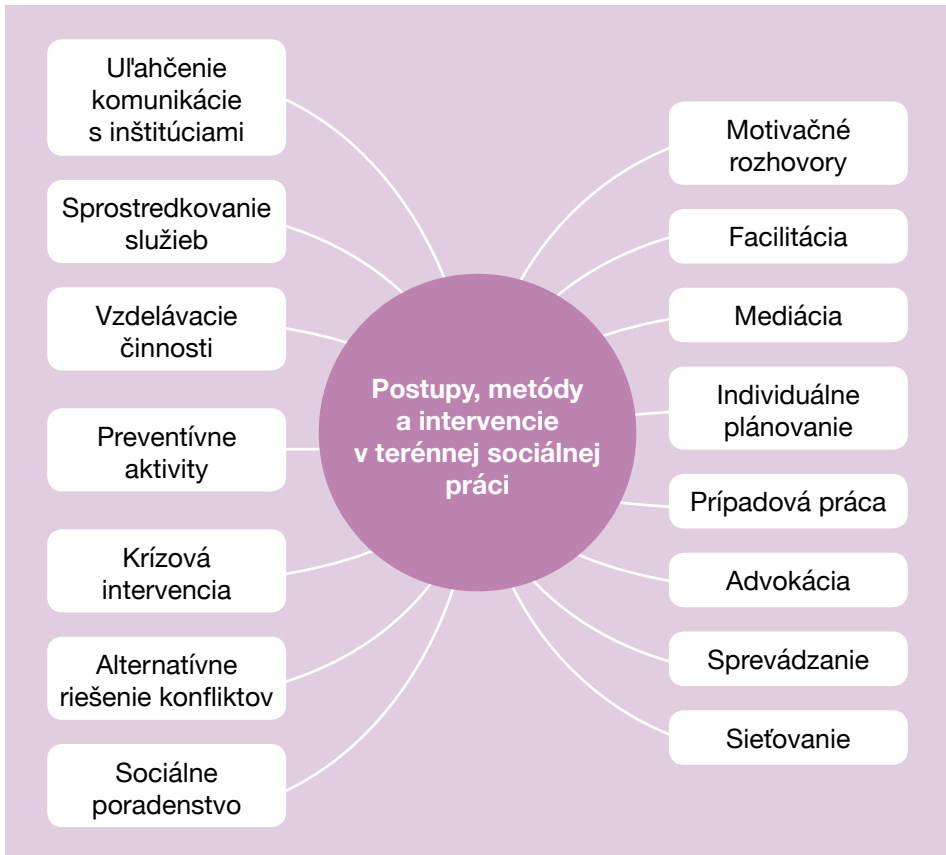 Uľahčenie
komunikácie
s inštitúciami
Sprostredkovanie
služieb
Vzdelávacie
činnosti
Preventívne
aktivity
Krízová
intervencia
Alternatívne
riešenie konfliktov
Sociálne
poradenstvo
Postupy, metódy
a intervencie
v terénnej sociálnej
práci
Motivačné
rozhovory
Facilitácia
Mediácia
Individuálne
plánovanie
Prípadová práca
Advokácia
Sprevádzanie
Sieťovanie